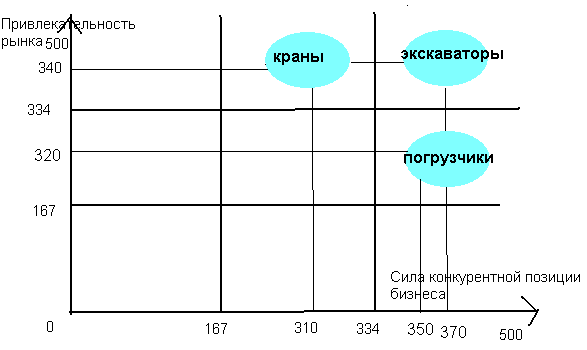 Привлекательность
рынка
500
340
краны
экскаваторы
334
320
погрузчики
167
Сила конкурентной позиции
бизнеса
0
167
310
334
350
370
500